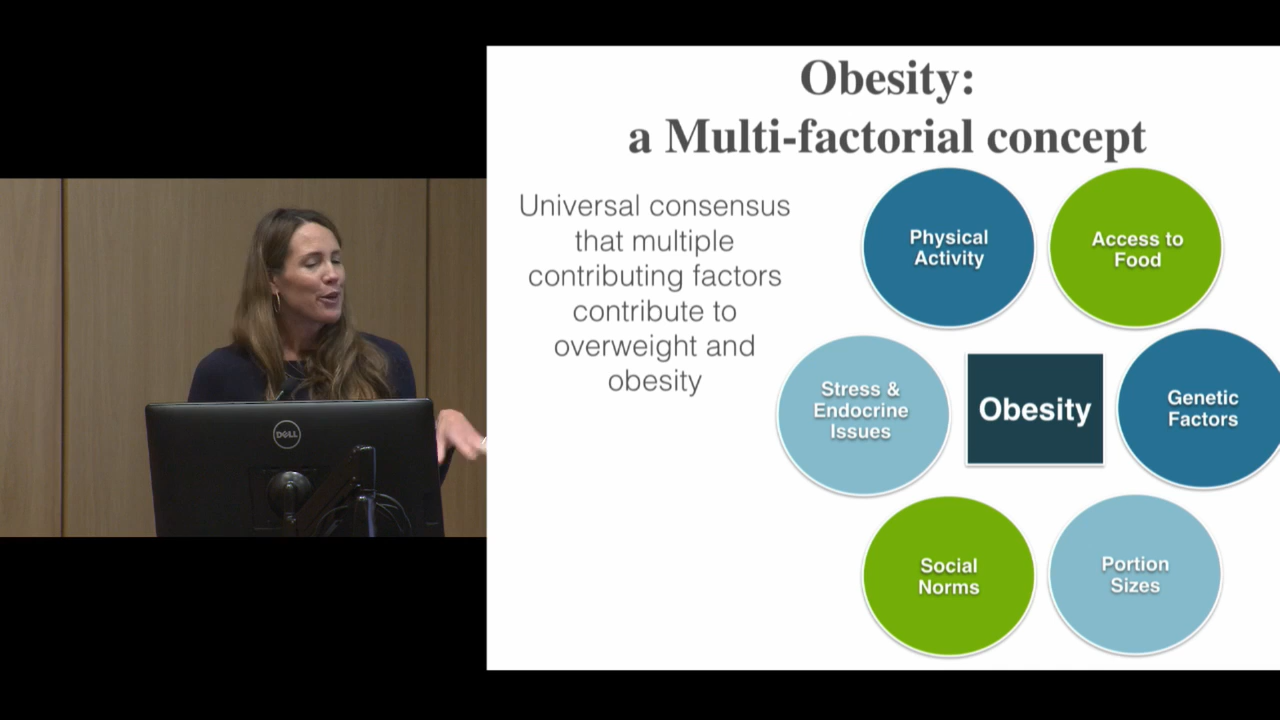 Obesity:
a Multi-factorial concept
Universal consensus
that multiple
contributing factors
contribute to
overweight and
obesity
Physical
Activity
Access to
Food
Stress &
Endocrine
Issues
Obesity
Genetic
Factors
Social
Norms
Portion
Sizes
DELL